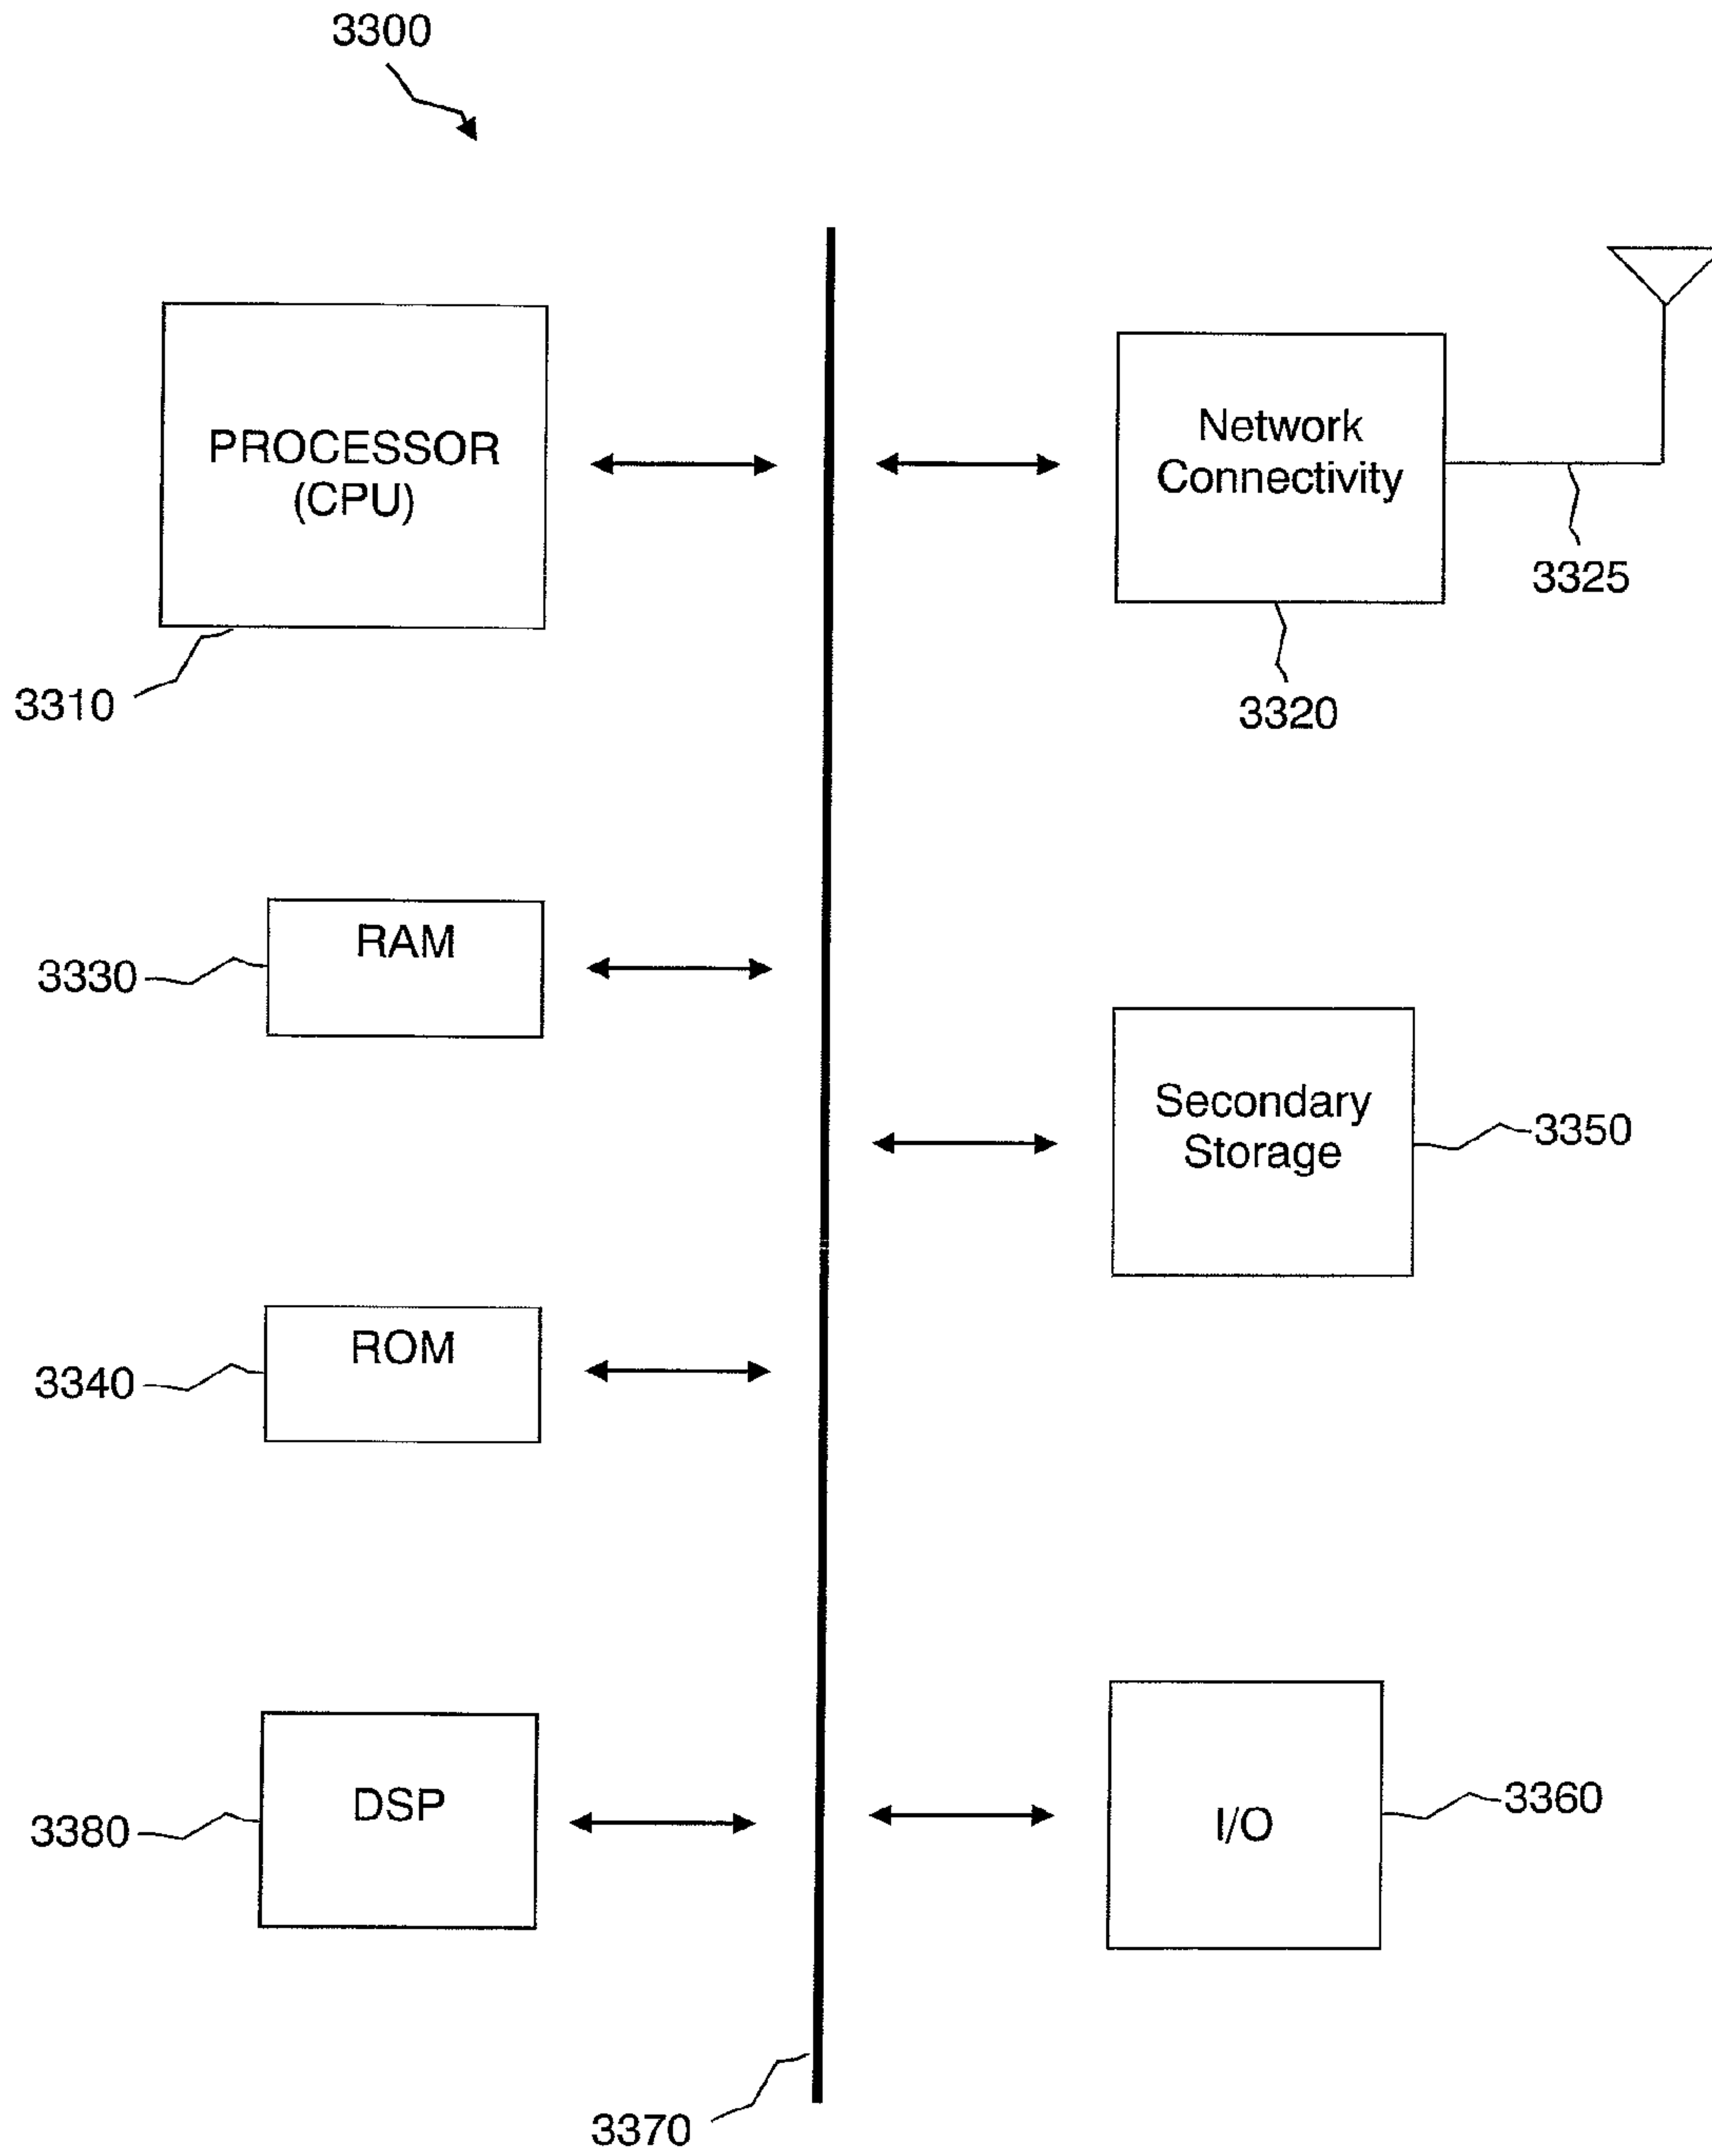 3300
PROCESSOR
(CPU)
3310
Network
Connectivity
3325
3320
RAM
3330
Secondary
Storage
3350
ROM
3340
DSP
3380
I/O
3360
3370